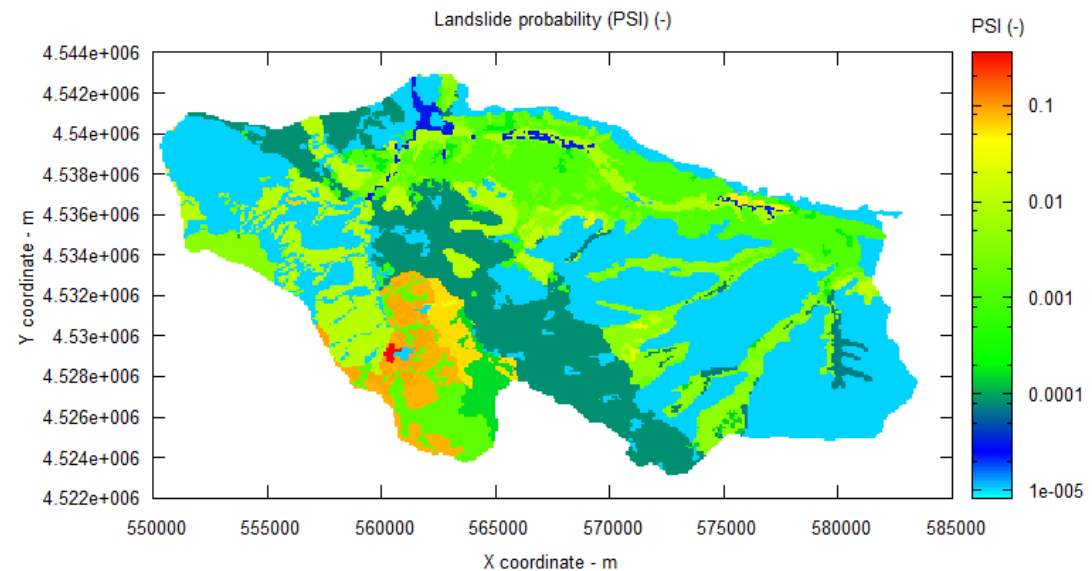 Landslide probability (PSI) (-)
PSI (-)
4.544e+006
4.542e+006
4.54e+006
4.538e+006
4.536e+006
4.534e+006
4.532e+006
4.53e+006
4.528e+006
4.526e+006
4.524e+006
4.522e+006
Y coordinate - m
0.1
0.01
0.001
0.0001
1e-005
550000
555000
560000
565000
570000
575000
580000
585000
X coordinate - m